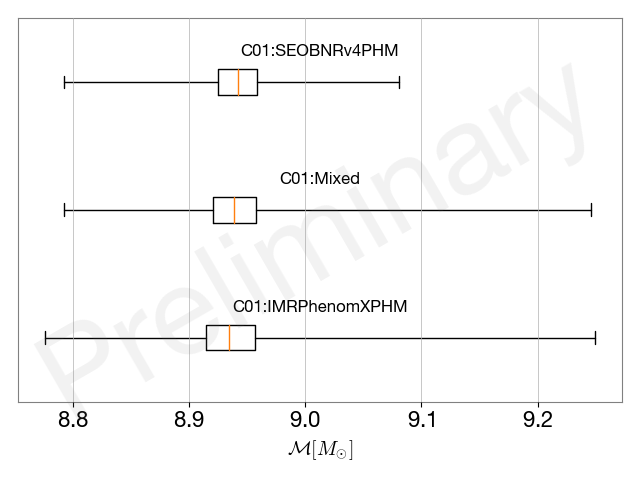 C01:SEOBNRv4PHM
C01:Mixed
C01:IMRPhenomXPHM
Preliminary
8.8 8.9 9.0 9.1 9.2
ℳ[M⊙]